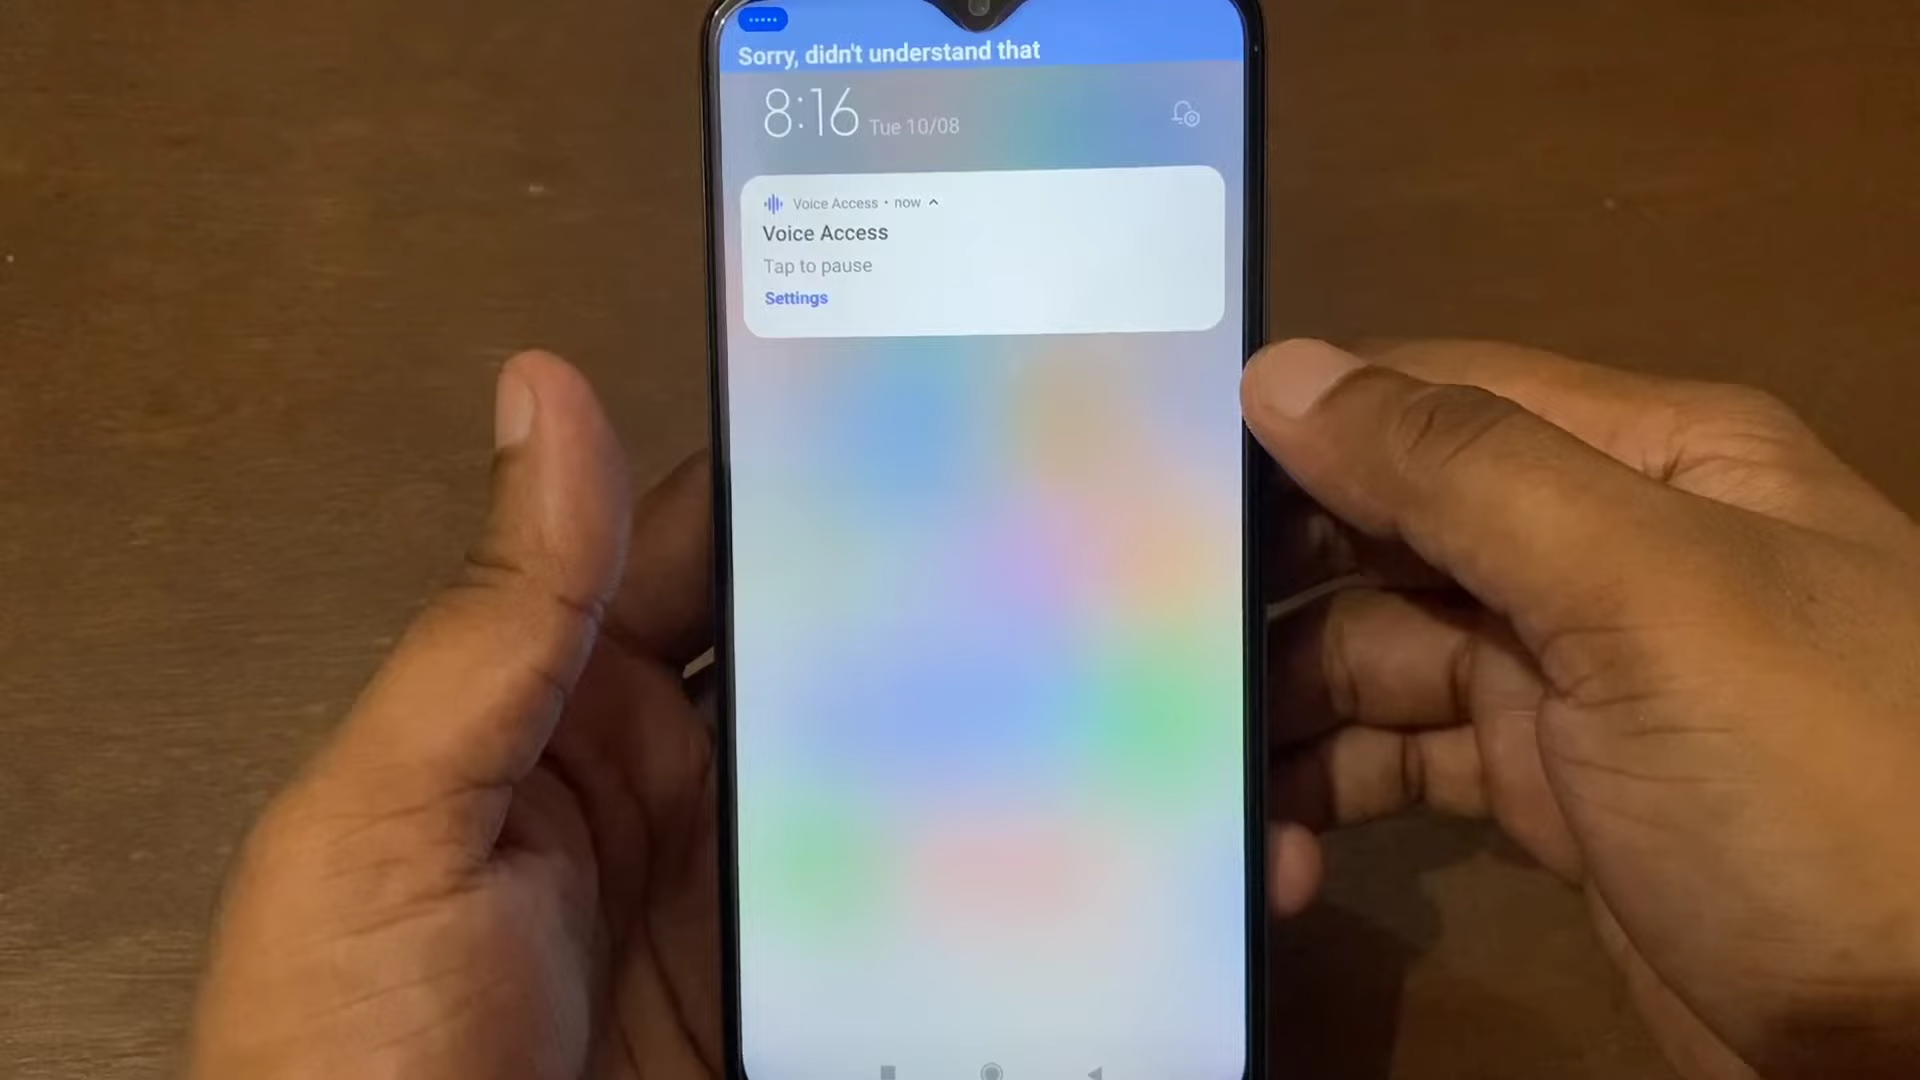 Sorry, didn't understand that
8:16 Tue 10/08
Voice Access • now
Voice Access
Tap to pause
Settings